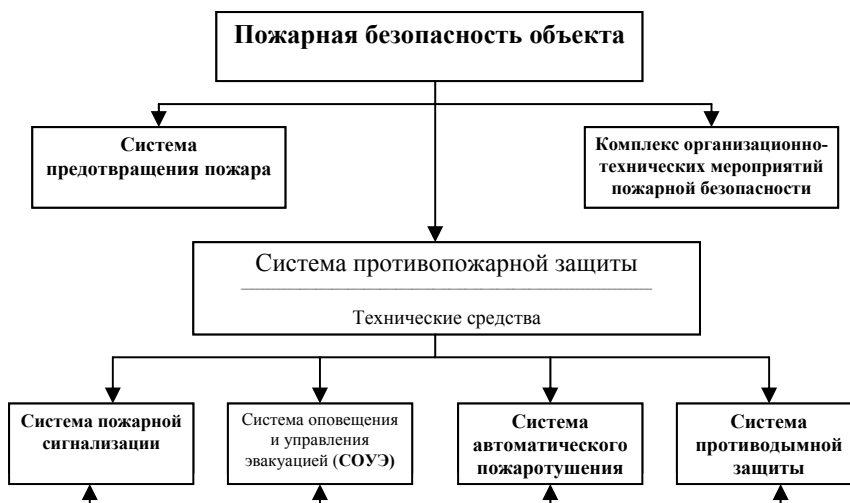 Пожарная безопасность объекта
Система
предотвращения пожара
Комплекс организационно-
технических мероприятий
пожарной безопасности
Система противопожарной защиты
Технические средства
Система пожарной
сигнализации
Система оповещения
и управления
эвакуацией (СОУЭ)
Система
автоматического
пожаротушения
Система
противодымной
защиты